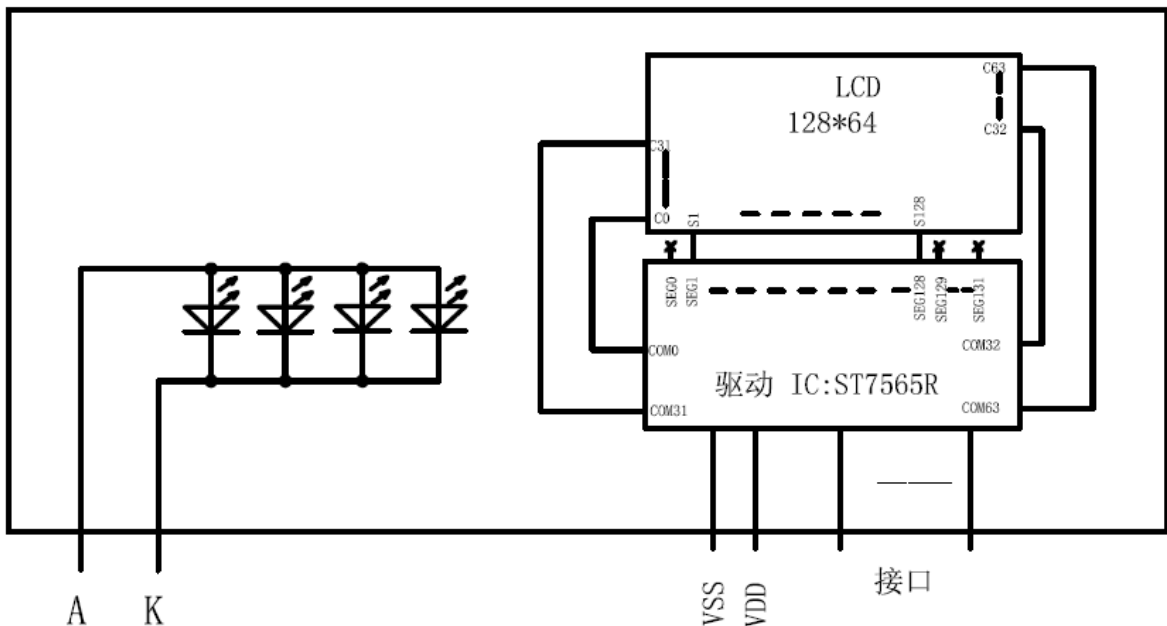 C63
LCD
128*64
C32
C31
C0
S1
S128
SEG0
SEG1
SEG128
SEG129
SEG131
COM0
COM32
驱动 IC:ST7565R
COM31
COM63
接口
VSS
VDD
A
K